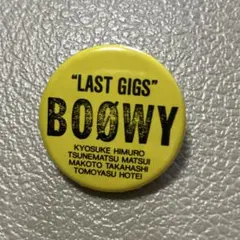 “LAST GIGS”
BOØWY
KYOSUKE HIMURO
TSUNEMATSU MATSUI
MAKOTO TAKAHASHI
TOMOYASU HOTEI